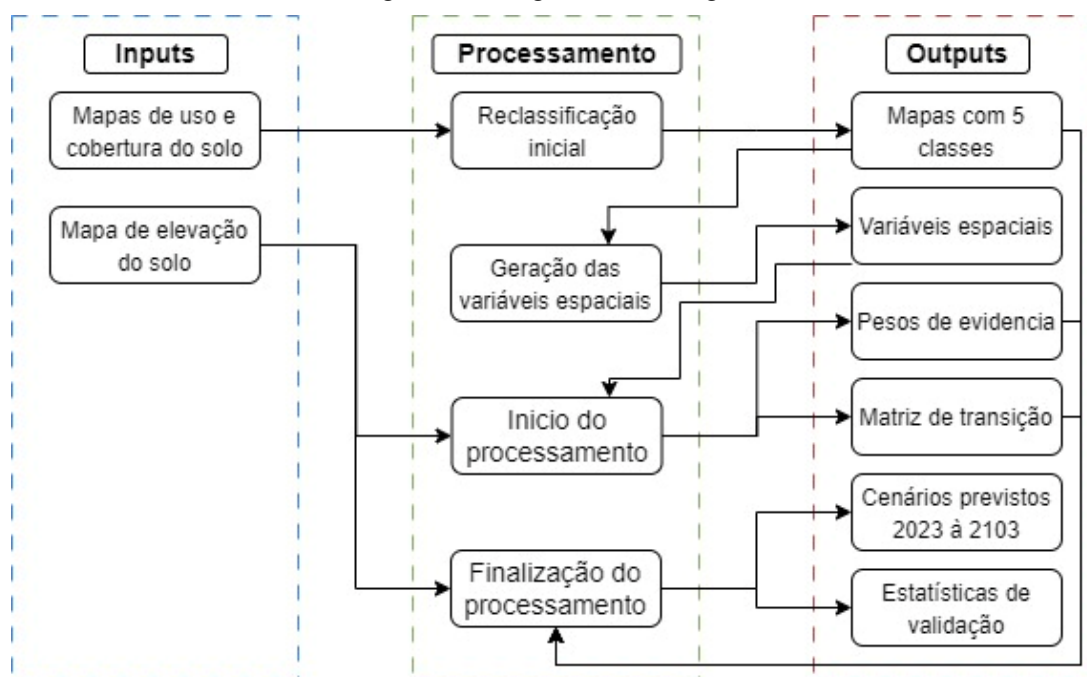 Inputs
Mapas de uso e
cobertura do solo
Mapa de elevação
do solo
Processamento
Reclassificação
inicial
Geração das
variáveis espaciais
Inicio do
processamento
Finalização do
processamento
Outputs
Mapas com 5
classes
Variáveis espaciais
Pesos de evidencia
Matriz de transição
Cenários previstos
2023 à 2103
Estatísticas de
validação